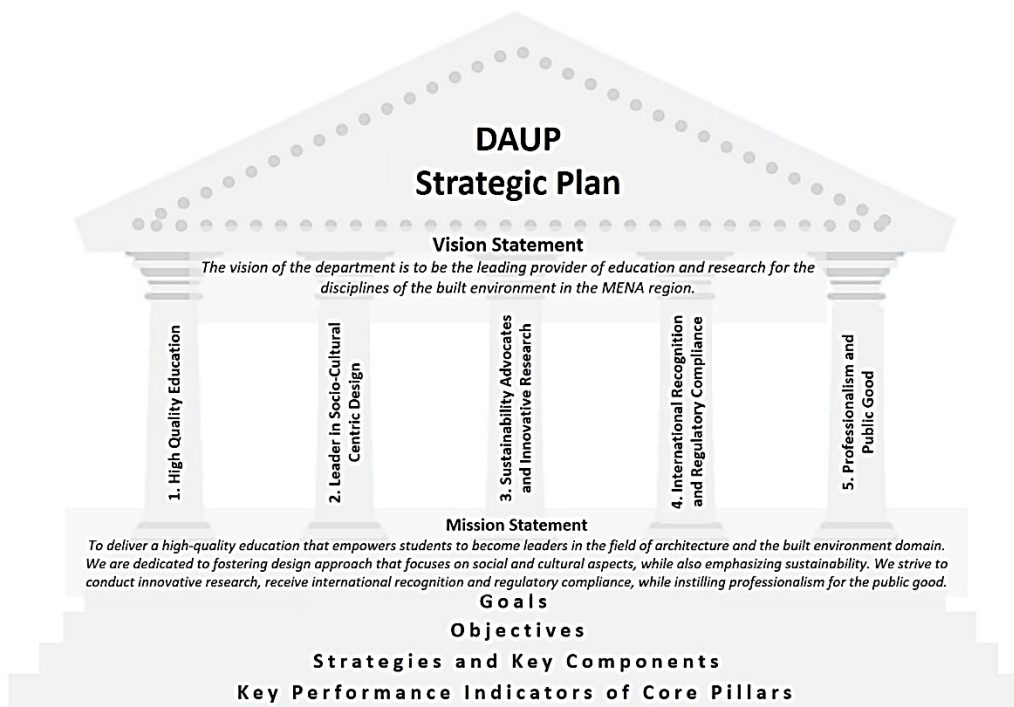 DAUP
Strategic Plan
Vision Statement
The vision of the department is to be the leading provider of education and research for the
disciplines of the built environment in the MENA region.
1. High Quality Education
2. Leader in Socio-Cultural
Centric Design
3. Sustainability Advocates
and Innovative Research
4. International Recognition
and Regulatory Compliance
5. Professionalism and
Public Good
Mission Statement
To deliver a high-quality education that empowers students to become leaders in the field of architecture and the built environment domain.
We are dedicated to fostering design approach that focuses on social and cultural aspects, while also emphasizing sustainability. We strive to
conduct innovative research, receive international recognition and regulatory compliance, while instilling professionalism for the public good.
Goals
Objectives
Strategies and Key Components
Key Performance Indicators of Core Pillars